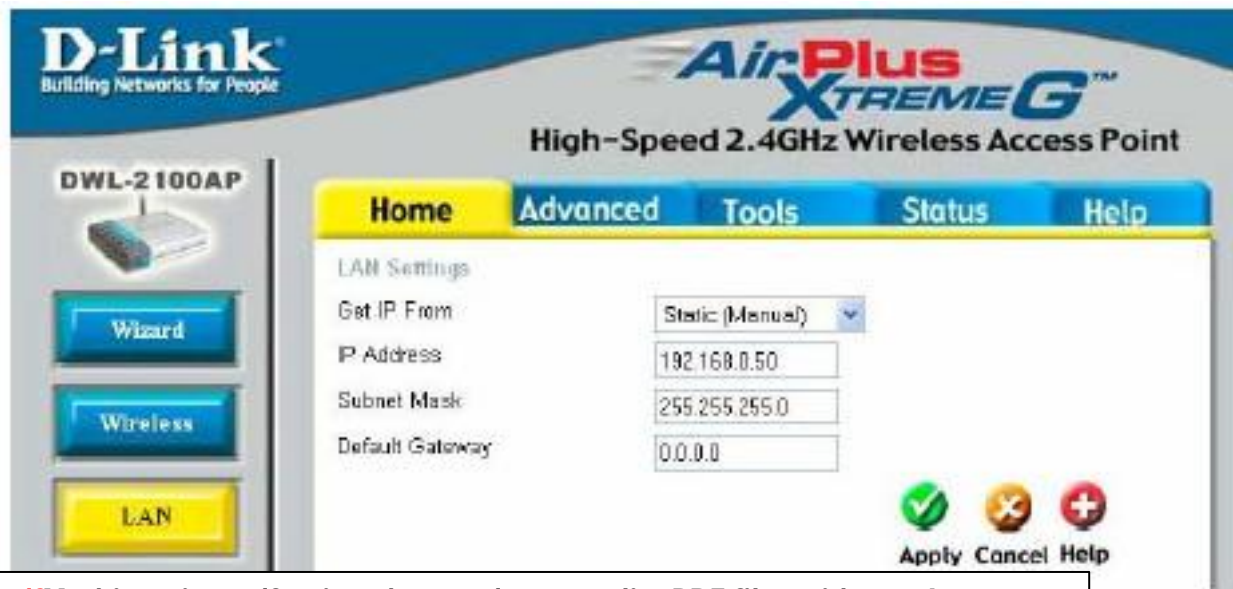 D-Link
Building Networks for People
AirPlus
XTREME G™
High-Speed 2.4GHz Wireless Access Point
DWL-2100AP
Home Advanced Tools Status Help
LAN Settings
Get IP From Static (Manual)
IP Address 192.168.0.50
Subnet Mask 255.255.255.0
Default Gateway 0.0.0.0
Wizard
Wireless
LAN
Apply Cancel Help